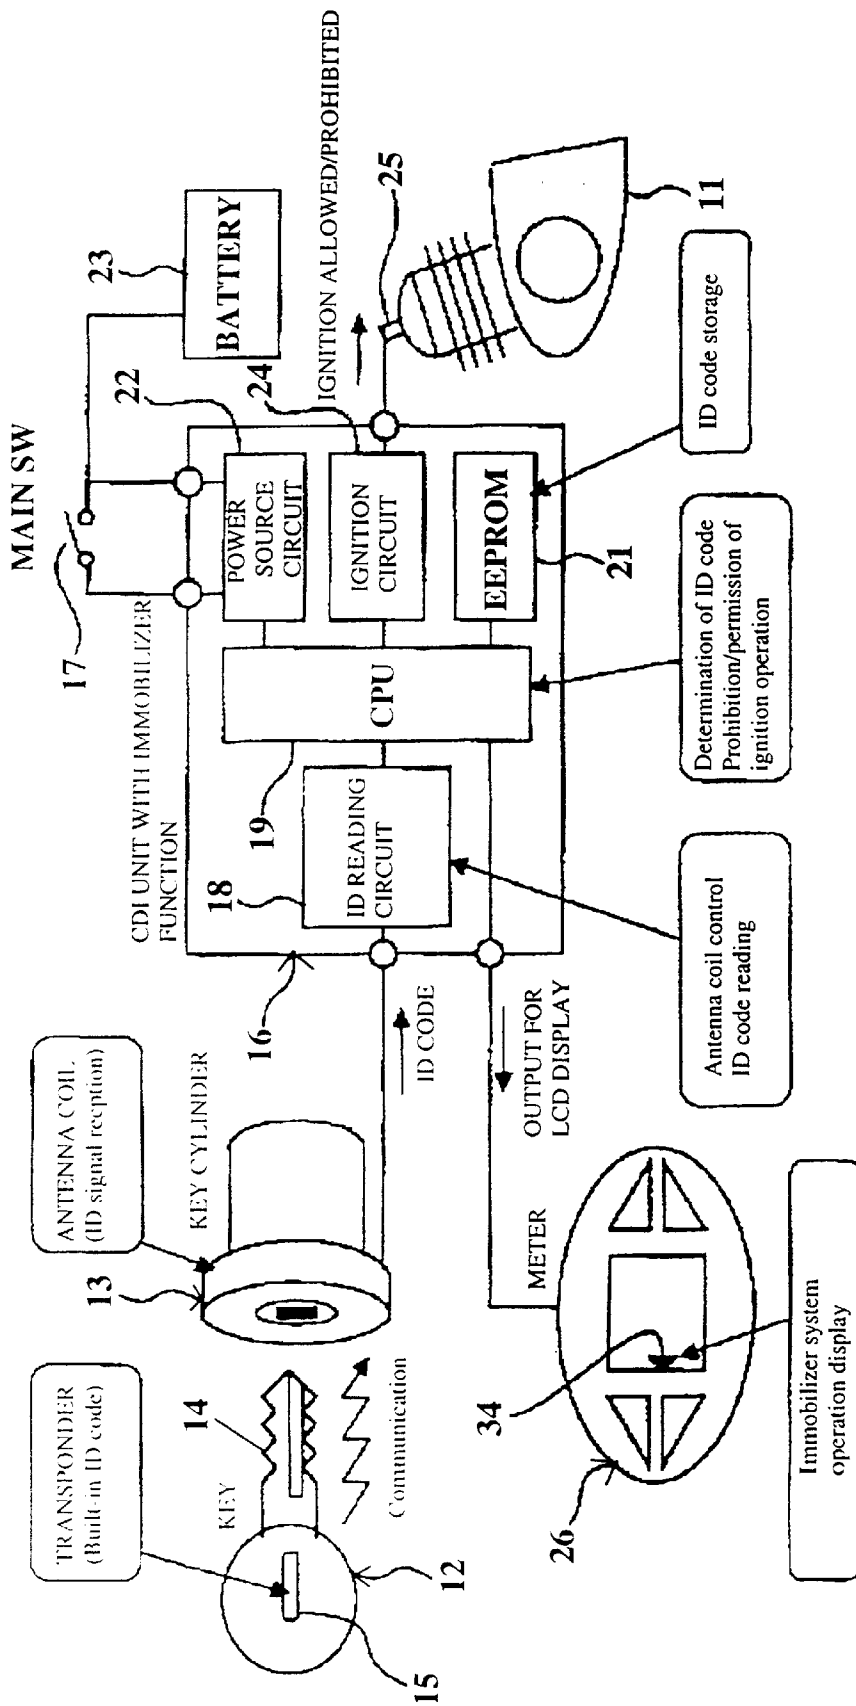 TRANSPONDER
(Built-in ID code)
ANTENNA COIL
(ID signal recption)
MAIN SW
17
23
BATTERY
CDI UNIT WITH IMMOBILIZER
FUNCTION
22
POWER
SOURCE
CIRCUIT
KEY
14
13
KEY CYLINDER
16
18
19
24
IGNITION ALLOWED/PROHIBITED
25
ID READING
CIRCUIT
CPU
IGNITION
CIRCUIT
EEPROM
21
15
12
Communication
ID CODE
11
METER
OUTPUT FOR
LCD DISPLAY
34
26
Immobilizer system
operation display
Antenna coil control
ID code reading
Determination of ID code
Prohibition/permission of
ignition operation
ID code storage